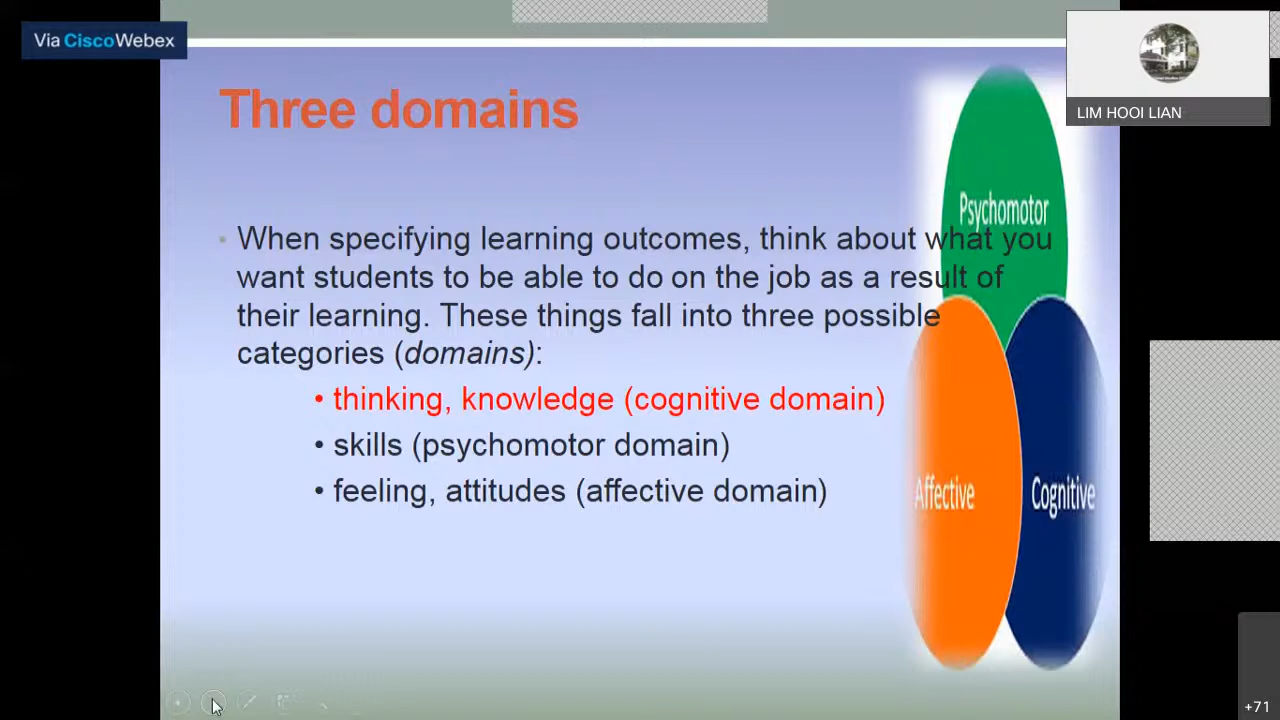 Via CiscoWebex
LIM HOOI LIAN
Three domains
Psychomotor
• When specifying learning outcomes, think about what you
want students to be able to do on the job as a result of
their learning. These things fall into three possible
categories (domains):
• thinking, knowledge (cognitive domain)
• skills (psychomotor domain)
• feeling, attitudes (affective domain)
Affective
Cognitive
+71